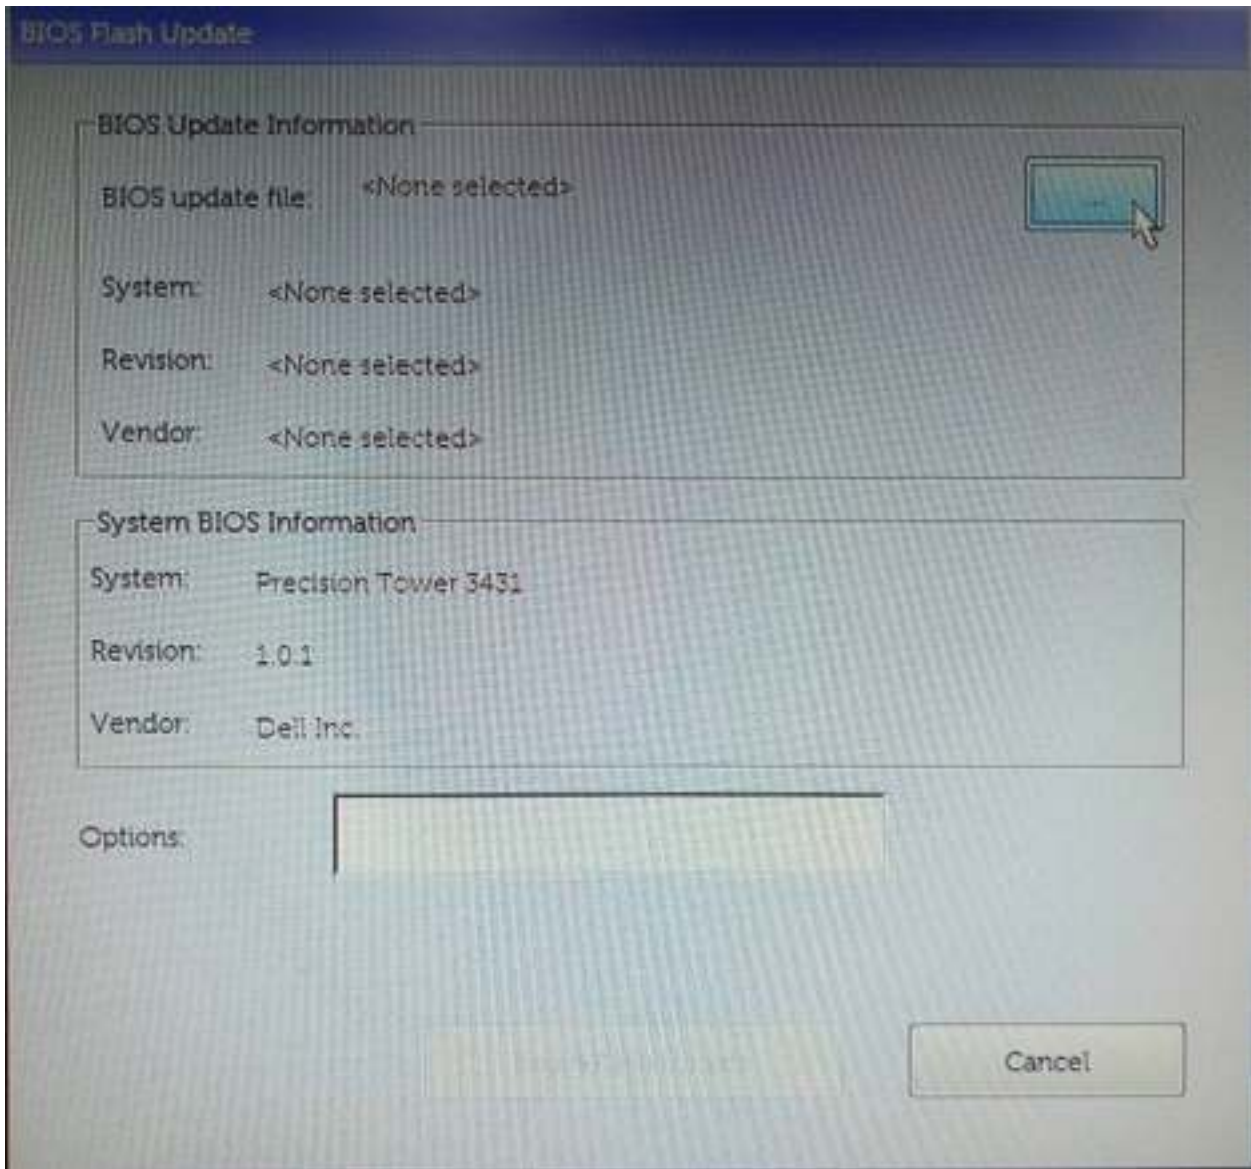 BIOS Flash Update
BIOS Update Information
BIOS update file: <None selected>
...
System: <None selected>
Revision: <None selected>
Vendor: <None selected>
System BIOS Information
System: Precision Tower 3431
Revision: 1.0.1
Vendor: Dell Inc.
Options:
Cancel